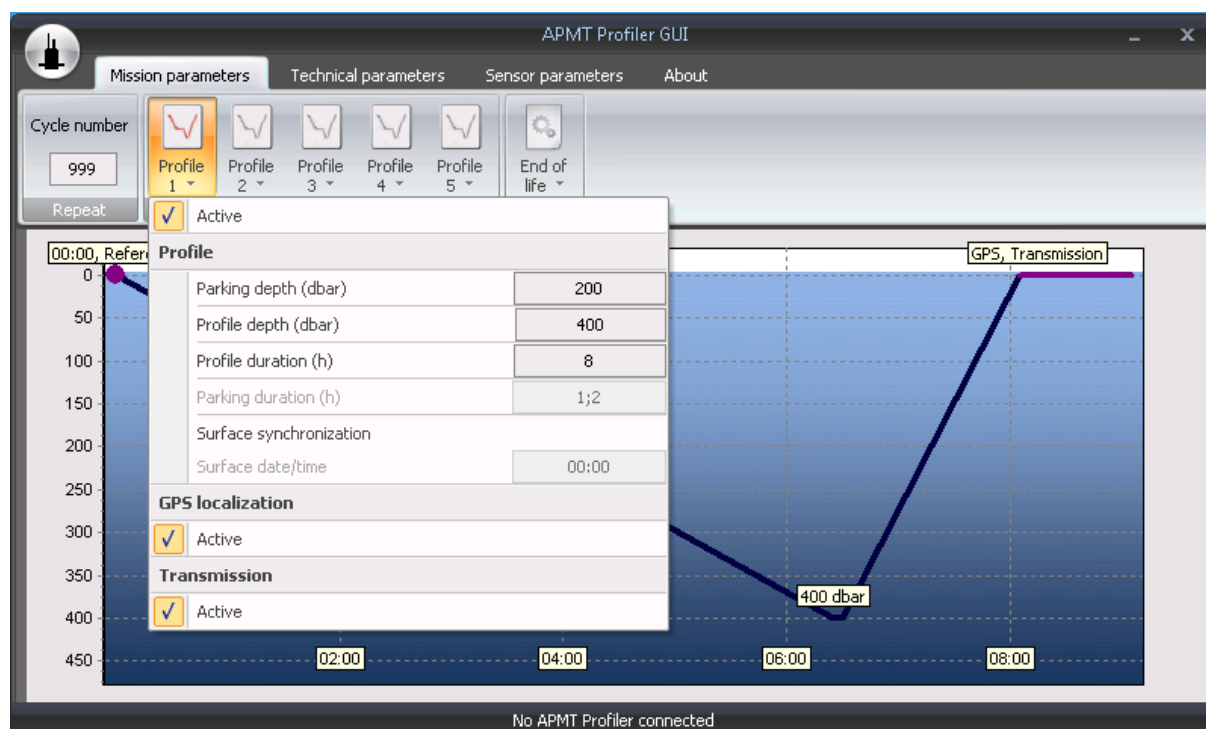 APMT Profiler GUI
Mission parameters Technical parameters Sensor parameters About
Cycle number
999
Repeat
Profile 1
Profile 2
Profile 3
Profile 4
Profile 5
End of life
Active
Profile
Parking depth (dbar) 200
Profile depth (dbar) 400
Profile duration (h) 8
Parking duration (h) 1;2
Surface synchronization
Surface date/time 00:00
GPS localization
Active
Transmission
Active
00:00, Refere
GPS, Transmission
0
50
100
150
200
250
300
350
400
450
400 dbar
02:00 04:00 06:00 08:00
No APMT Profiler connected